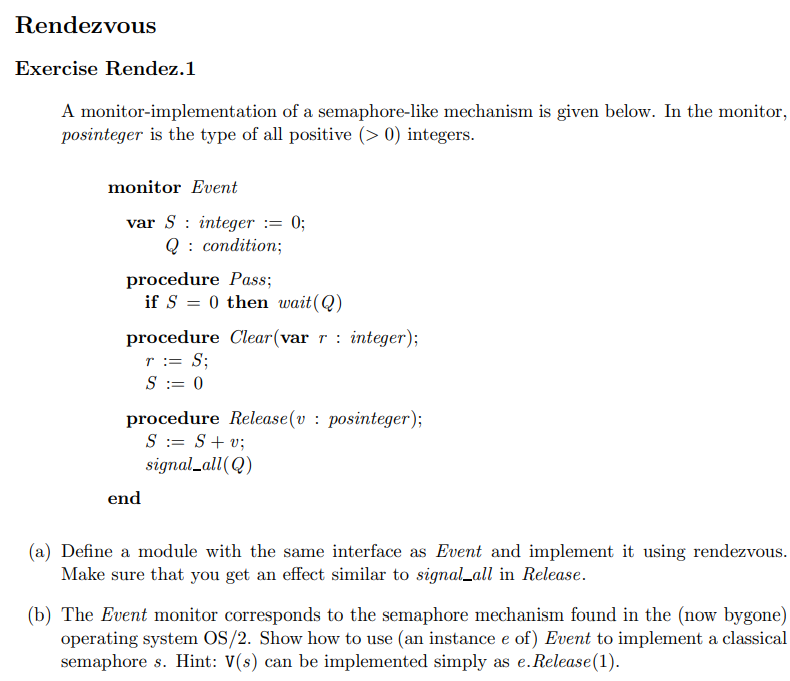 Rendezvous
Exercise Rendez.1
A monitor-implementation of a semaphore-like mechanism is given below. In the monitor,
posinteger is the type of all positive (> 0) integers.
monitor Event
var S : integer := 0;
Q : condition;
procedure Pass;
if S = 0 then wait(Q)
procedure Clear(var r : integer);
r := S;
S := 0
procedure Release(v : posinteger);
S := S + v;
signal_all(Q)
end
(a) Define a module with the same interface as Event and implement it using rendezvous.
Make sure that you get an effect similar to signal_all in Release.
(b) The Event monitor corresponds to the semaphore mechanism found in the (now bygone)
operating system OS/2. Show how to use (an instance e of) Event to implement a classical
semaphore s. Hint: V(s) can be implemented simply as e.Release(1).